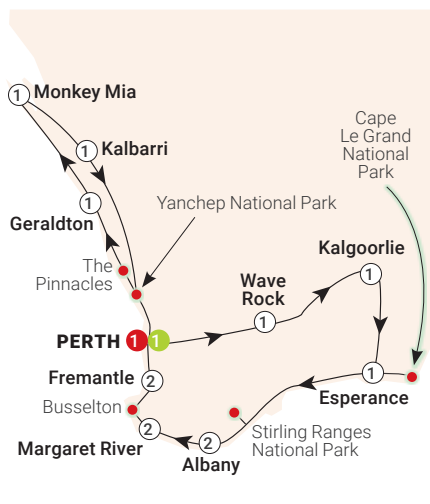 1 Monkey Mia
Cape
Le Grand
National
Park
1 Kalbarri
1
Geraldton
Yanchep National Park
The
Pinnacles
Kalgoorlie
1
Wave
Rock
1
PERTH 1 1
Fremantle 2
1
Esperance
Busselton
Margaret River 2
2
Albany
Stirling Ranges
National Park